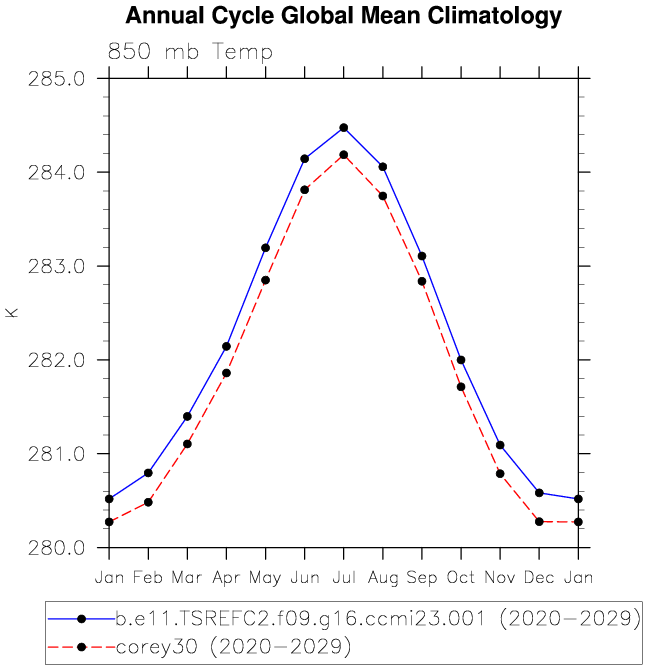 Annual Cycle Global Mean Climatology
850 mb Temp
285.0
284.0
283.0
282.0
281.0
280.0
K
Jan Feb Mar Apr May Jun Jul Aug Sep Oct Nov Dec Jan
b.e11.TSREFC2.f09.g16.ccmi23.001 (2020-2029)
corey30 (2020-2029)